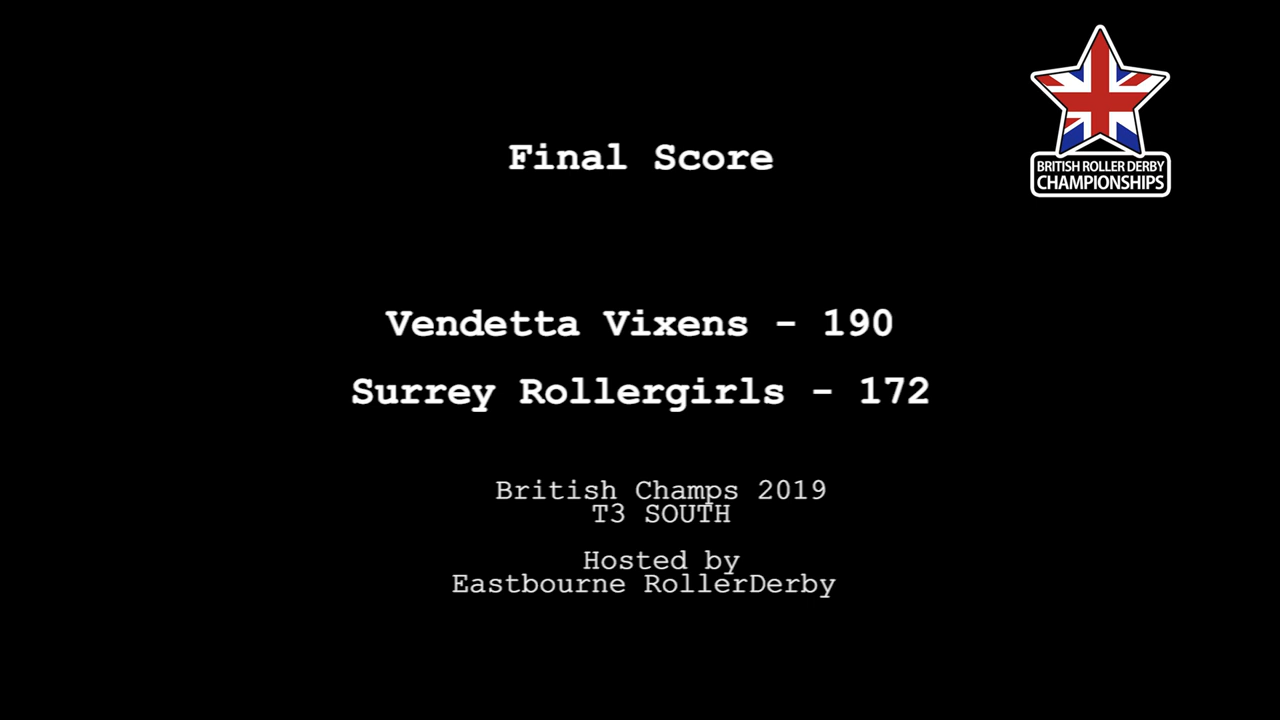 BRITISH ROLLER DERBY
CHAMPIONSHIPS
Final Score
Vendetta Vixens - 190
Surrey Rollergirls - 172
British Champs 2019
T3 SOUTH
Hosted by
Eastbourne RollerDerby